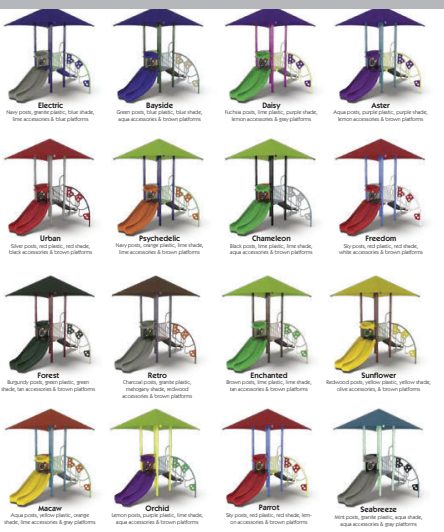 Electric
Navy posts, granite plastic, blue shade,
lime accessories & blue platforms
Bayside
Green posts, blue plastic, blue shade,
aqua accessories & brown platforms
Daisy
Fuchsia posts, lime plastic, purple shade,
lemon accessories & gray platforms
Aster
Aqua posts, purple plastic, purple shade,
lemon accessories & brown platforms
Urban
Silver posts, red plastic, red shade,
black accessories & brown platforms
Psychedelic
Navy posts, orange plastic, lime shade,
lime accessories & brown platforms
Chameleon
Black posts, lime plastic, lime shade,
aqua accessories & brown platforms
Freedom
Sky posts, red plastic, red shade,
white accessories & brown platforms
Forest
Burgundy posts, green plastic, green
shade, tan accessories & brown platforms
Retro
Charcoal posts, granite plastic,
mahogany shade, redwood
accessories & brown platforms
Enchanted
Brown posts, lime plastic, lime shade,
tan accessories & brown platforms
Sunflower
Redwood posts, yellow plastic, yellow shade,
olive accessories & brown platforms
Macaw
Aqua posts, yellow plastic, orange
shade, lime accessories & gray platforms
Orchid
Lemon posts, purple plastic, lime shade,
aqua accessories & brown platforms
Parrot
Sky posts, red plastic, red shade, lem-
on accessories & brown platforms
Seabreeze
Mint posts, granite plastic, aqua shade,
aqua accessories & gray platforms